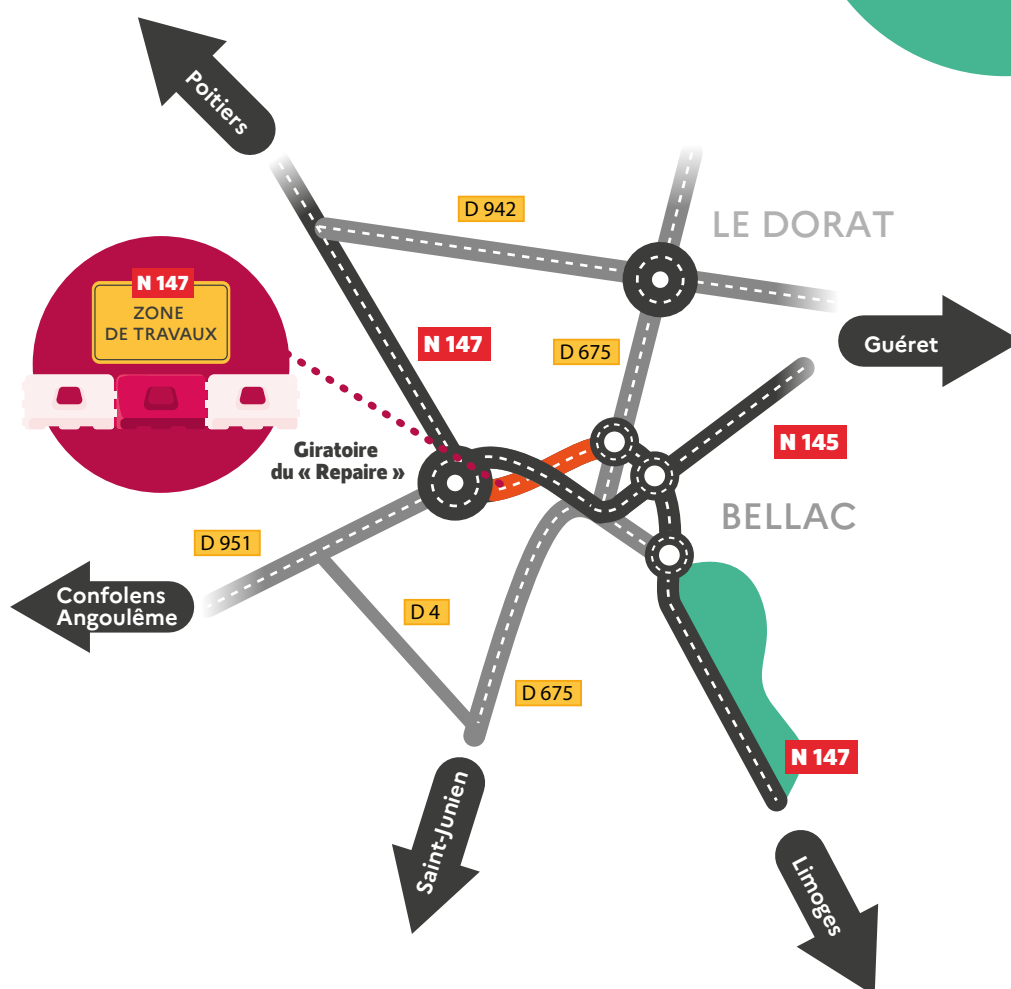 Poitiers
D 942
LE DORAT
N 147
ZONE
DE TRAVAUX
N 147
D 675
Guéret
Giratoire
du « Repaire »
N 145
BELLAC
D 951
Confolens
Angoulême
D 4
D 675
N 147
Saint-Junien
Limoges